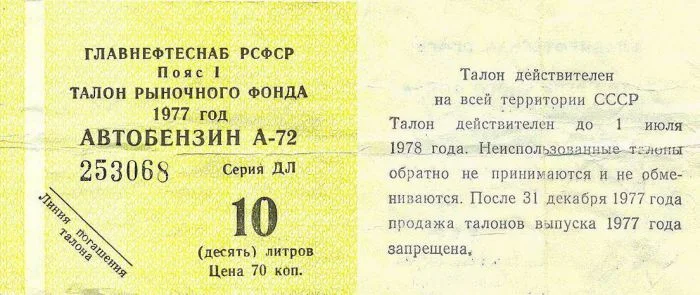 ГЛАВНЕФТЕСНАБ РСФСР
Пояс I
ТАЛОН РЫНОЧНОГО ФОНДА
1977 год
АВТОБЕНЗИН А-72
253068 Серия ДЛ
Линия погашения
талона
10
(десять) литров
Цена 70 коп.
Талон действителен
на всей территории СССР
Талон действителен до 1 июля
1978 года. Неиспользованные талоны
обратно не принимаются и не обме-
ниваются. После 31 декабря 1977 года
продажа талонов выпуска 1977 года
запрещена.